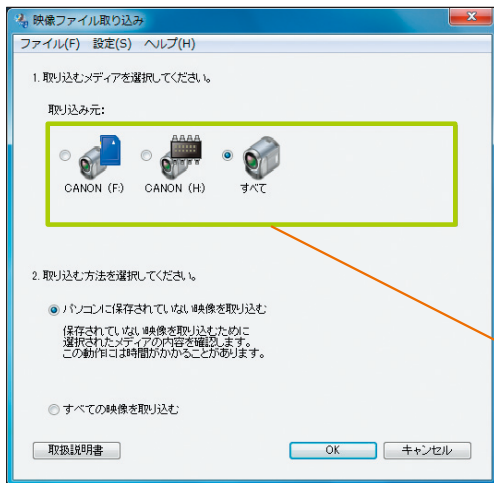 映像ファイル取り込み
ファイル(F) 設定(S) ヘルプ(H)
1. 取り込むメディアを選択してください。
取り込み元:
CANON (F:) CANON (H:) すべて
2. 取り込む方法を選択してください。
パソコンに保存されていない映像を取り込む
保存されていない映像を取り込むために
選択されたメディアの内容を確認します。
この動作には時間がかかることがあります。
すべての映像を取り込む
取扱説明書 OK キャンセル